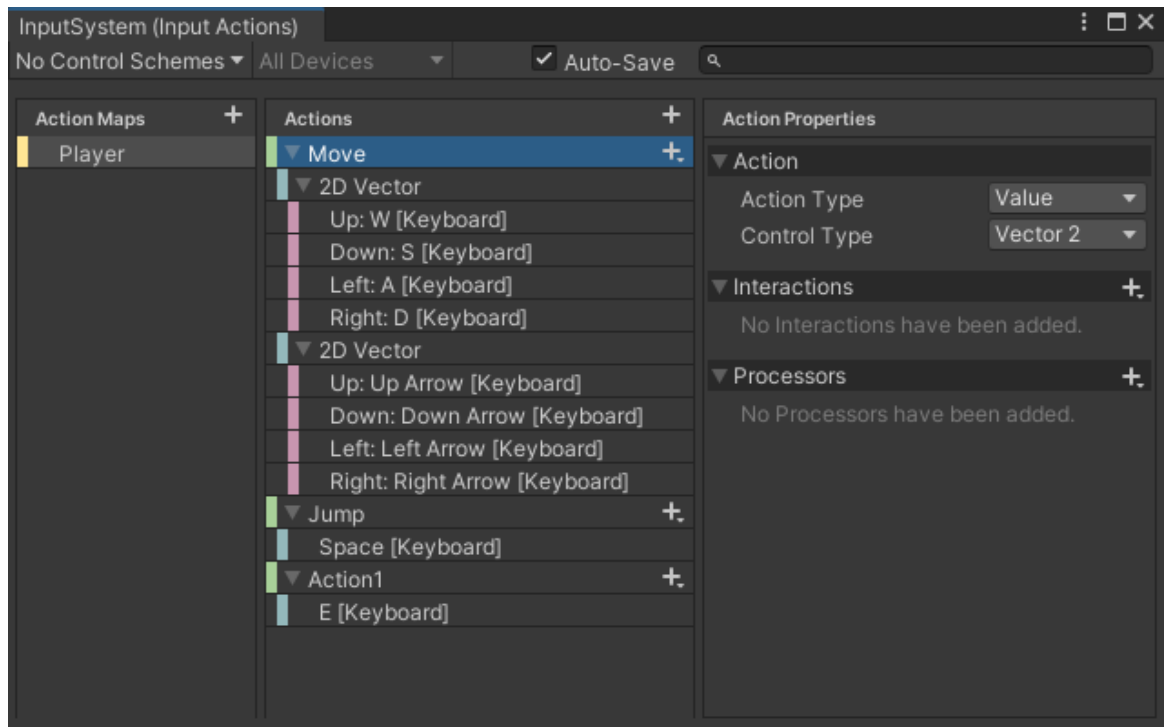 InputSystem (Input Actions)
No Control Schemes All Devices Auto-Save
Action Maps
Player
Actions
Move
2D Vector
Up: W [Keyboard]
Down: S [Keyboard]
Left: A [Keyboard]
Right: D [Keyboard]
2D Vector
Up: Up Arrow [Keyboard]
Down: Down Arrow [Keyboard]
Left: Left Arrow [Keyboard]
Right: Right Arrow [Keyboard]
Jump
Space [Keyboard]
Action1
E [Keyboard]
Action Properties
Action
Action Type Value
Control Type Vector 2
Interactions
No Interactions have been added.
Processors
No Processors have been added.